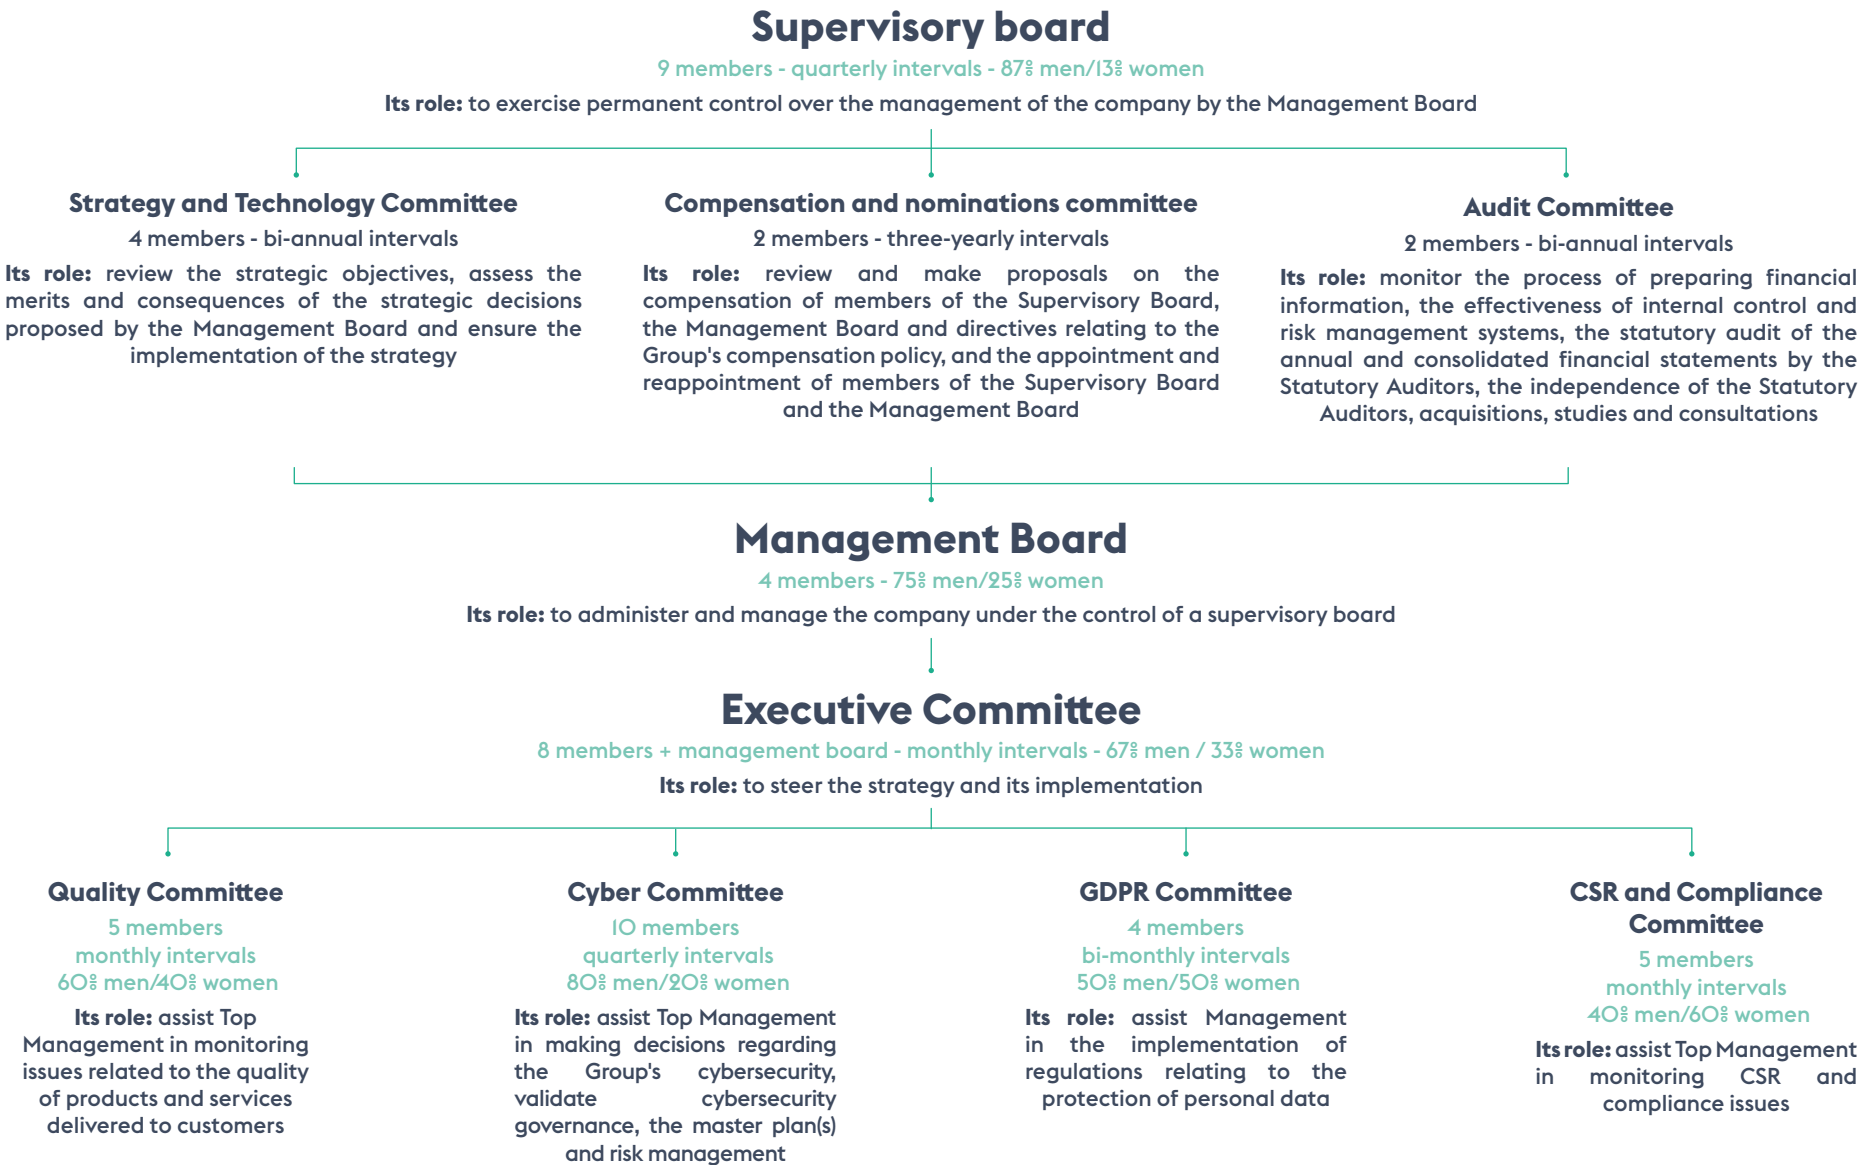 Supervisory board
9 members - quarterly intervals - 87% men/13% women
Its role: to exercise permanent control over the management of the company by the Management Board
Strategy and Technology Committee
4 members - bi-annual intervals
Its role: review the strategic objectives, assess the
merits and consequences of the strategic decisions
proposed by the Management Board and ensure the
implementation of the strategy
Compensation and nominations committee
2 members - three-yearly intervals
Its role: review and make proposals on the
compensation of members of the Supervisory Board,
the Management Board and directives relating to the
Group's compensation policy, and the appointment and
reappointment of members of the Supervisory Board
and the Management Board
Audit Committee
2 members - bi-annual intervals
Its role: monitor the process of preparing financial
information, the effectiveness of internal control and
risk management systems, the statutory audit of the
annual and consolidated financial statements by the
Statutory Auditors, the independence of the Statutory
Auditors, acquisitions, studies and consultations
Management Board
4 members - 75% men/25% women
Its role: to administer and manage the company under the control of a supervisory board
Executive Committee
8 members + management board - monthly intervals - 67% men / 33% women
Its role: to steer the strategy and its implementation
Quality Committee
5 members
monthly intervals
60% men/40% women
Its role: assist Top
Management in monitoring
issues related to the quality
of products and services
delivered to customers
Cyber Committee
10 members
quarterly intervals
80% men/20% women
Its role: assist Top Management
in making decisions regarding
the Group's cybersecurity,
validate cybersecurity
governance, the master plan(s)
and risk management
GDPR Committee
4 members
bi-monthly intervals
50% men/50% women
Its role: assist Management
in the implementation of
regulations relating to the
protection of personal data
CSR and Compliance
Committee
5 members
monthly intervals
40% men/60% women
Its role: assist Top Management
in monitoring CSR and
compliance issues